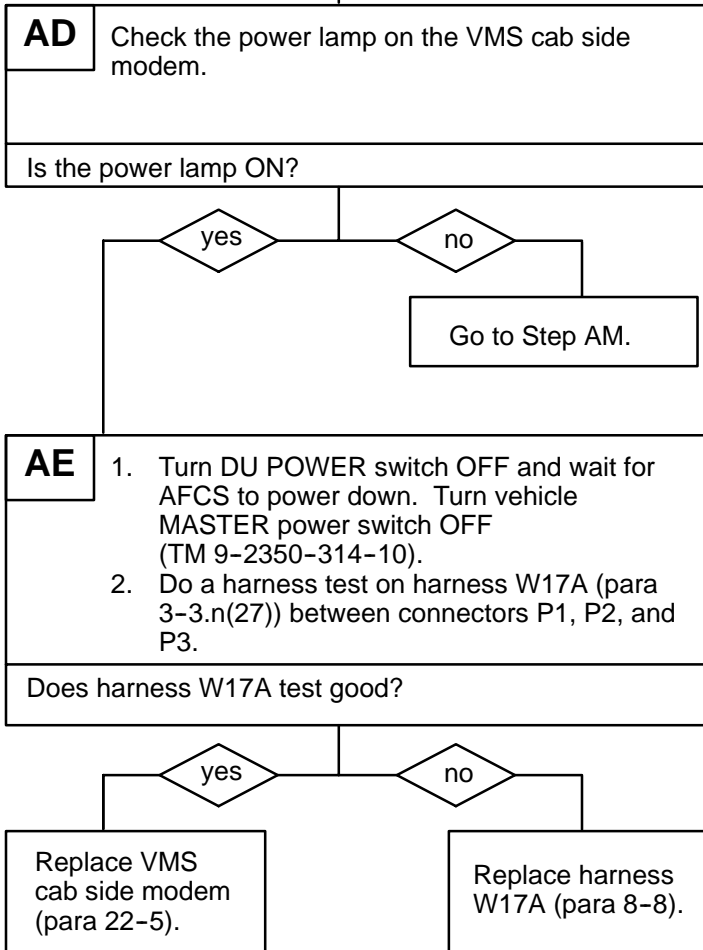 AD
Check the power lamp on the VMS cab side
modem.
Is the power lamp ON?
yes
no
Go to Step AM.
AE
1. Turn DU POWER switch OFF and wait for
AFCS to power down. Turn vehicle
MASTER power switch OFF
(TM 9-2350-314-10).
2. Do a harness test on harness W17A (para
3-3.n(27)) between connectors P1, P2, and
P3.
Does harness W17A test good?
yes
no
Replace VMS
cab side modem
(para 22-5).
Replace harness
W17A (para 8-8).